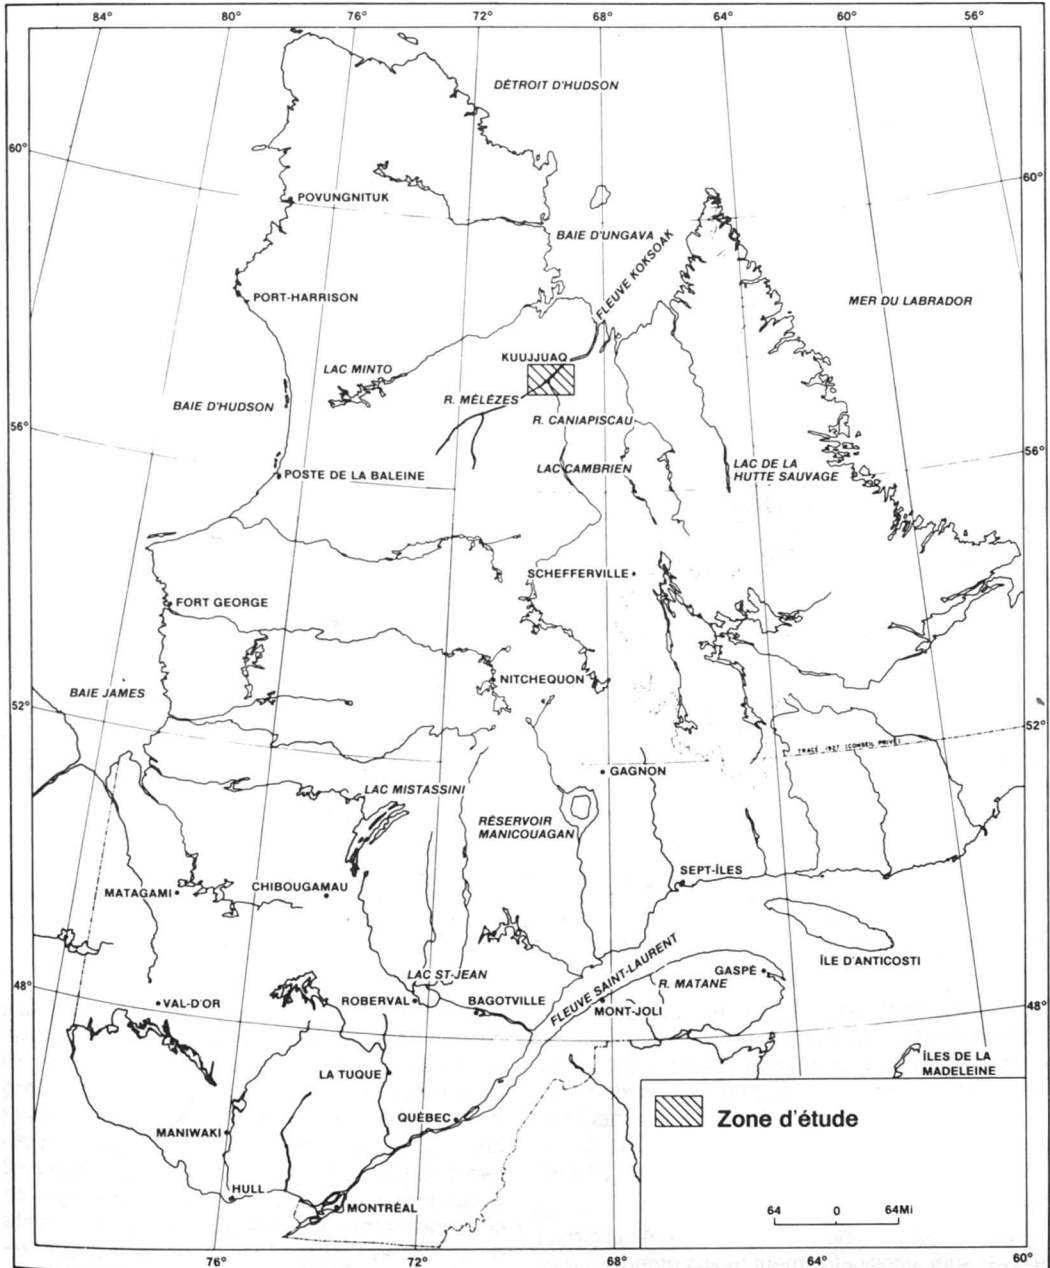 84° 80° 76° 72° 68° 64° 60° 56°
DÉTROIT D'HUDSON
60° 60°
POVUNGNITUK
BAIE D'UNGAVA
FLEUVE KOKSOAK
PORT-HARRISON
MER DU LABRADOR
KUUJJUAQ
LAC MINTO
R. MÉLÈZES
BAIE D'HUDSON
R. CANIAPISCAU
56° 56°
LAC CAMBRIEN
LAC DE LA
HUTTE SAUVAGE
POSTE DE LA BALEINE
SCHEFFERVILLE
FORT GEORGE
NITCHEQUON
BAIE JAMES
52° 52°
TRACÉ 1927 (CONSEIL PRIVÉ)
GAGNON
LAC MISTASSINI
RÉSERVOIR
MANICOUAGAN
SEPT-ÎLES
MATAGAMI
CHIBOUGAMAU
ÎLE D'ANTICOSTI
FLEUVE SAINT-LAURENT
GASPÉ
LAC ST-JEAN
R. MATANE
48° 48°
VAL-D'OR
ROBERVAL
BAGOTVILLE
MONT-JOLI
ÎLES DE LA
MADELEINE
LA TUQUE
QUÉBEC
Zone d'étude
MANIWAKI
HULL
MONTRÉAL
64 0 64Mi
76° 72° 68° 64° 60°